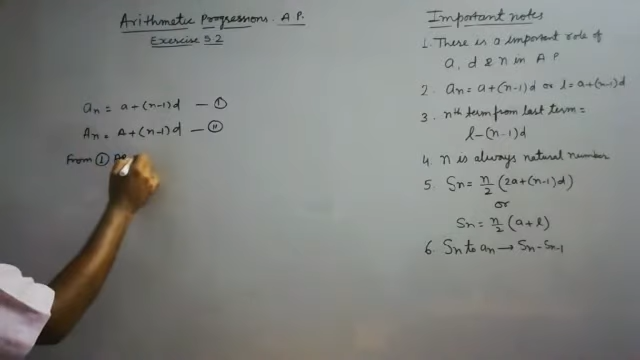 Arithmetic Progressions. A P.
Exercise 5.2
an = a + (n-1)d — ①
An = A + (n-1)d — ⑪
From ①
Important notes
1. There is a important role of
a, d & n in A P
2. an = a + (n-1)d or l = a + (n-1)d
3. nth term from last term =
l - (n-1)d
4. n is always natural number
5. Sn = n/2 (2a + (n-1)d)
or
Sn = n/2 (a + l)
6. Sn to an → Sn - Sn-1